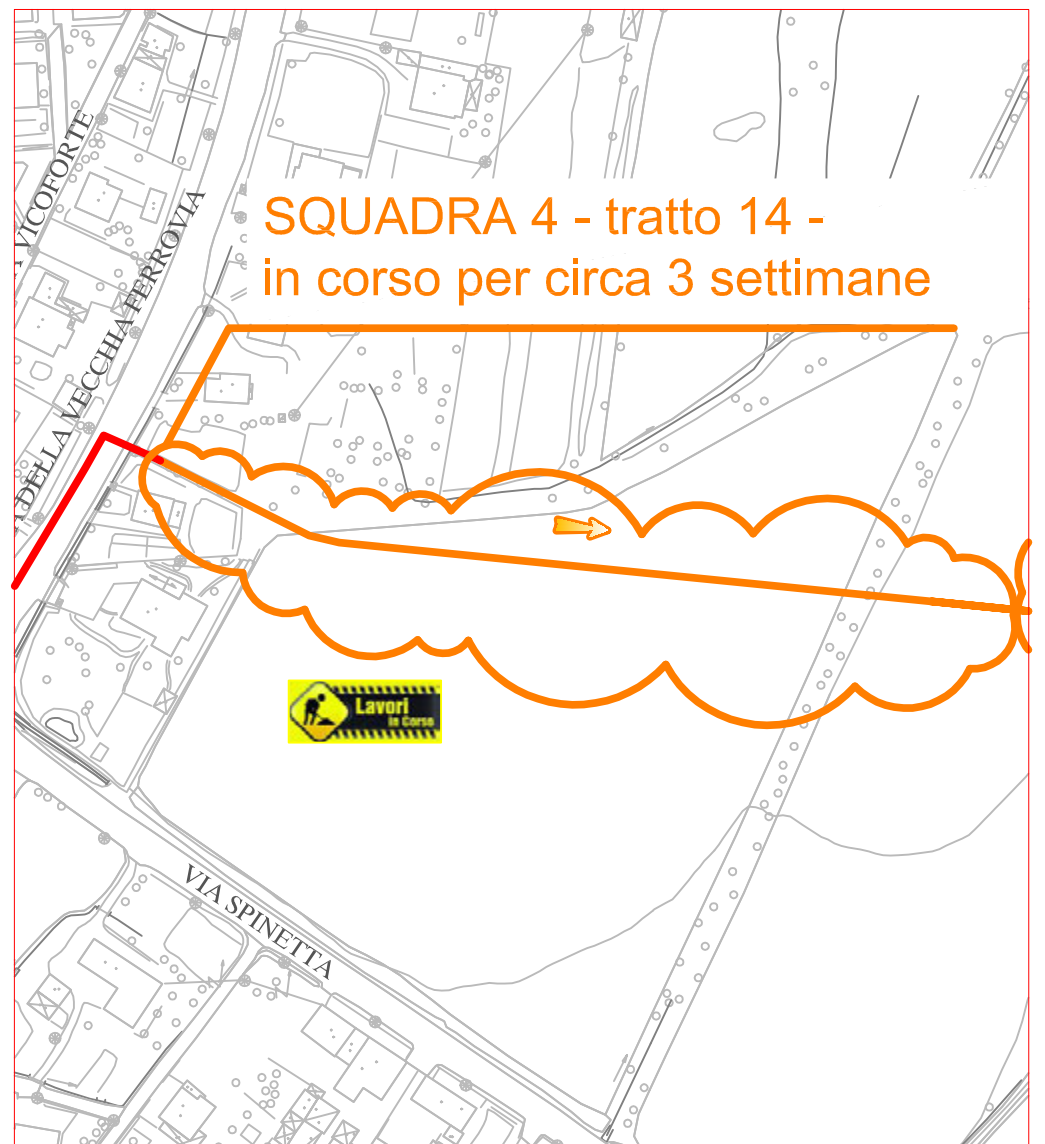 VICOFORTE
DELLA VECCHIA FERROVIA
SQUADRA 4 - tratto 14 -
in corso per circa 3 settimane
Lavori
in Corso
VIA SPINETTA